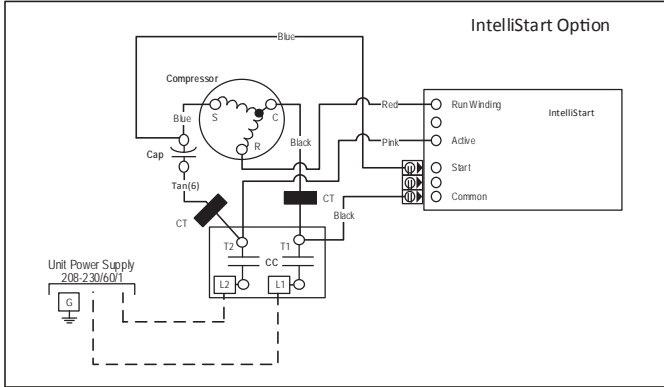 IntelliStart Option
Blue
Compressor
S
C
R
Blue
Black
Red
Pink
Run Winding
IntelliStart
Active
Start
Common
Cap
Tan(6)
CT
CT
Black
T2
T1
CC
L2
L1
Unit Power Supply
208-230/60/1
G